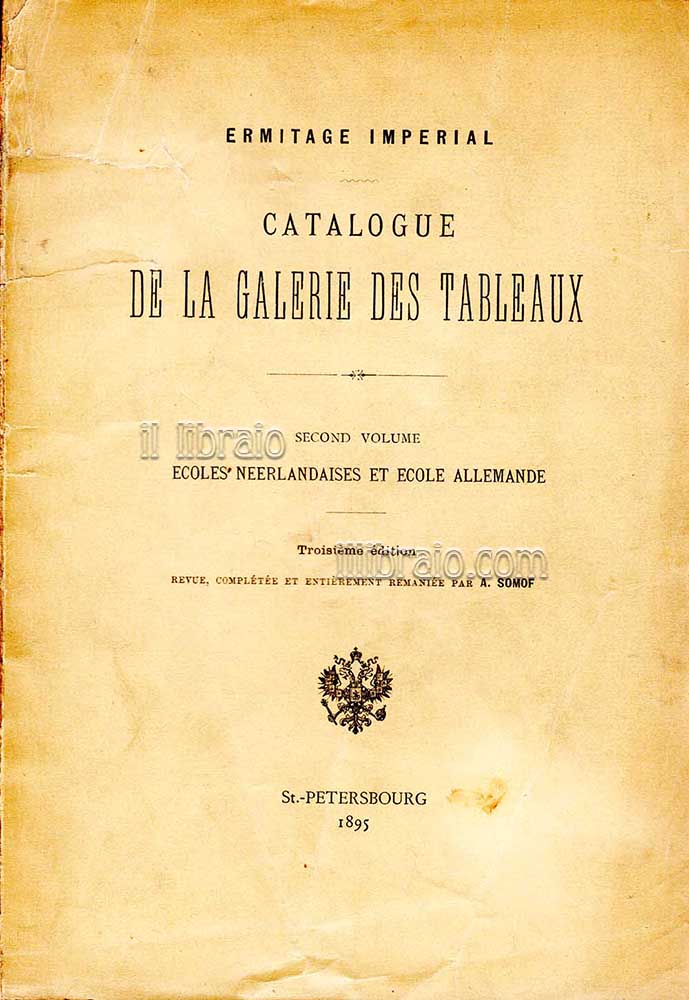 ERMITAGE IMPERIAL
CATALOGUE
DE LA GALERIE DES TABLEAUX
il libraio
SECOND VOLUME
ECOLES NEERLANDAISES ET ECOLE ALLEMANDE
Troisième édition
illibraio.com
REVUE, COMPLÉTÉE ET ENTIÈREMENT REMANIÉE PAR A. SOMOF
St.-PETERSBOURG
1895